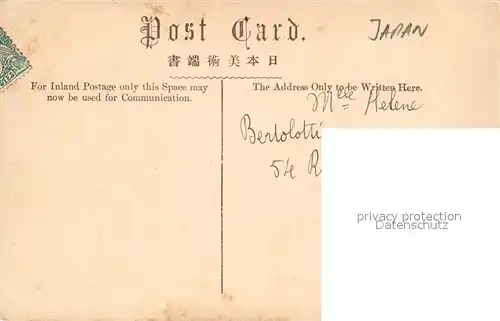 Post Card.
JAPAN
書端術美本日
For Inland Postage only this Space may
now be used for Communication.
The Address Only to be Written Here.
Melle Helene
Bertolotti
54 R
privacy protection
Datenschutz